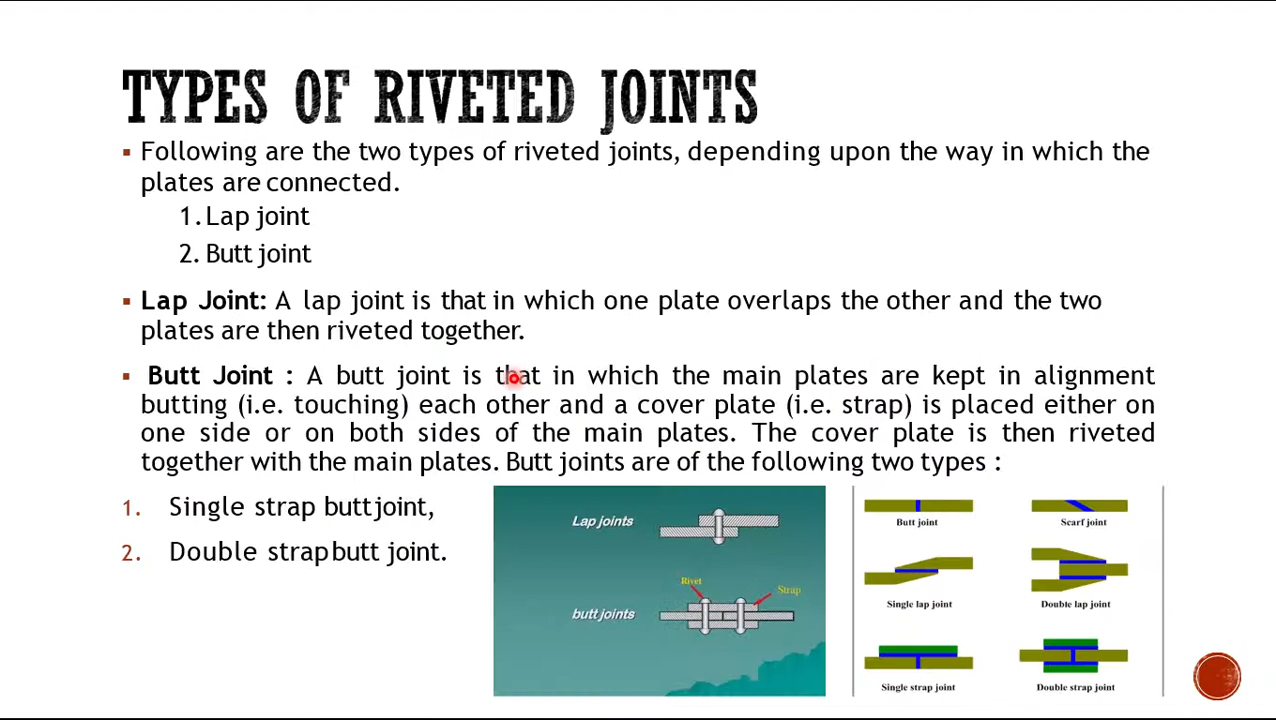 TYPES OF RIVETED JOINTS
▪ Following are the two types of riveted joints, depending upon the way in which the
plates are connected.
1. Lap joint
2. Butt joint
▪ Lap Joint: A lap joint is that in which one plate overlaps the other and the two
plates are then riveted together.
▪ Butt Joint : A butt joint is that in which the main plates are kept in alignment
butting (i.e. touching) each other and a cover plate (i.e. strap) is placed either on
one side or on both sides of the main plates. The cover plate is then riveted
together with the main plates. Butt joints are of the following two types :
1. Single strap butt joint,
2. Double strap butt joint.
Lap joints
Rivet
Strap
butt joints
Butt joint
Scarf joint
Single lap joint
Double lap joint
Single strap joint
Double strap joint